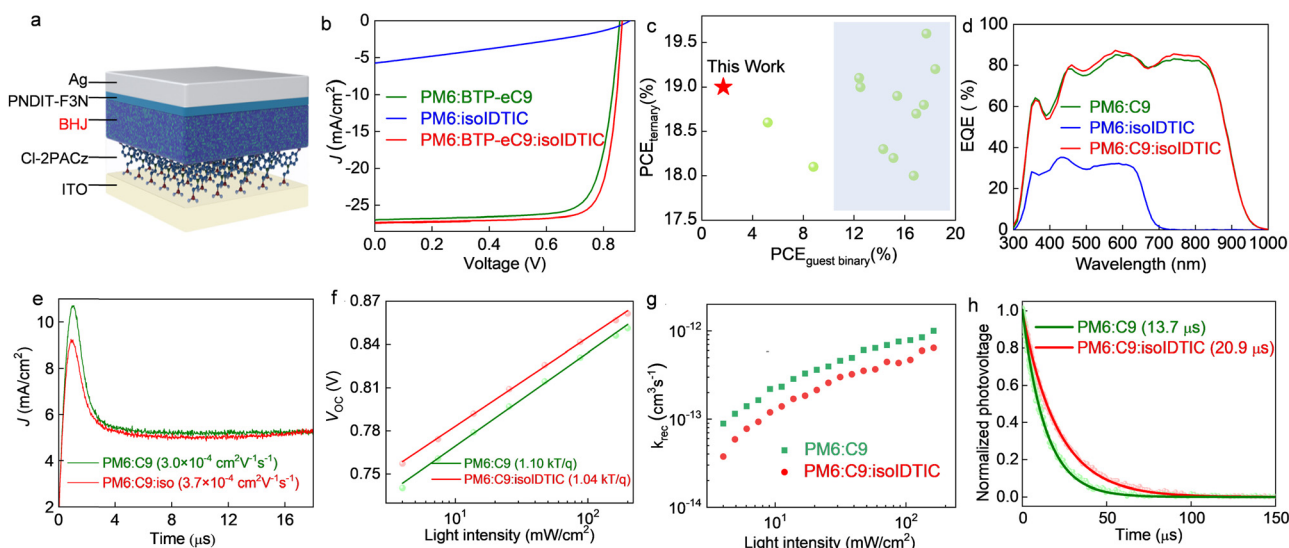 a
Ag
PNDIT-F3N
BHJ
Cl-2PACz
ITO
b
0
-5
-10
-15
-20
-25
J (mA/cm²)
PM6:BTP-eC9
PM6:isoIDTIC
PM6:BTP-eC9:isoIDTIC
0.0 0.2 0.4 0.6 0.8
Voltage (V)
c
19.5
19.0
18.5
18.0
17.5
PCEternary(%)
This Work
0 4 8 12 16 20
PCEguest binary(%)
d
100
80
60
40
20
0
EQE (%)
PM6:C9
PM6:isoIDTIC
PM6:C9:isoIDTIC
300 400 500 600 700 800 900 1000
Wavelength (nm)
e
10
8
6
4
2
J (mA/cm²)
PM6:C9 (3.0×10⁻⁴ cm²V⁻¹s⁻¹)
PM6:C9:iso (3.7×10⁻⁴ cm²V⁻¹s⁻¹)
0 4 8 12 16
Time (μs)
f
0.87
0.84
0.81
0.78
0.75
VOC (V)
PM6:C9 (1.10 kT/q)
PM6:C9:isoIDTIC (1.04 kT/q)
10¹ 10²
Light intensity (mW/cm²)
g
10⁻¹²
10⁻¹³
10⁻¹⁴
krec (cm³s⁻¹)
PM6:C9
PM6:C9:isoIDTIC
10¹ 10²
Light intensity (mW/cm²)
h
1.0
0.8
0.6
0.4
0.2
0.0
Normalized photovoltage
PM6:C9 (13.7 μs)
PM6:C9:isoIDTIC (20.9 μs)
0 50 100 150
Time (μs)